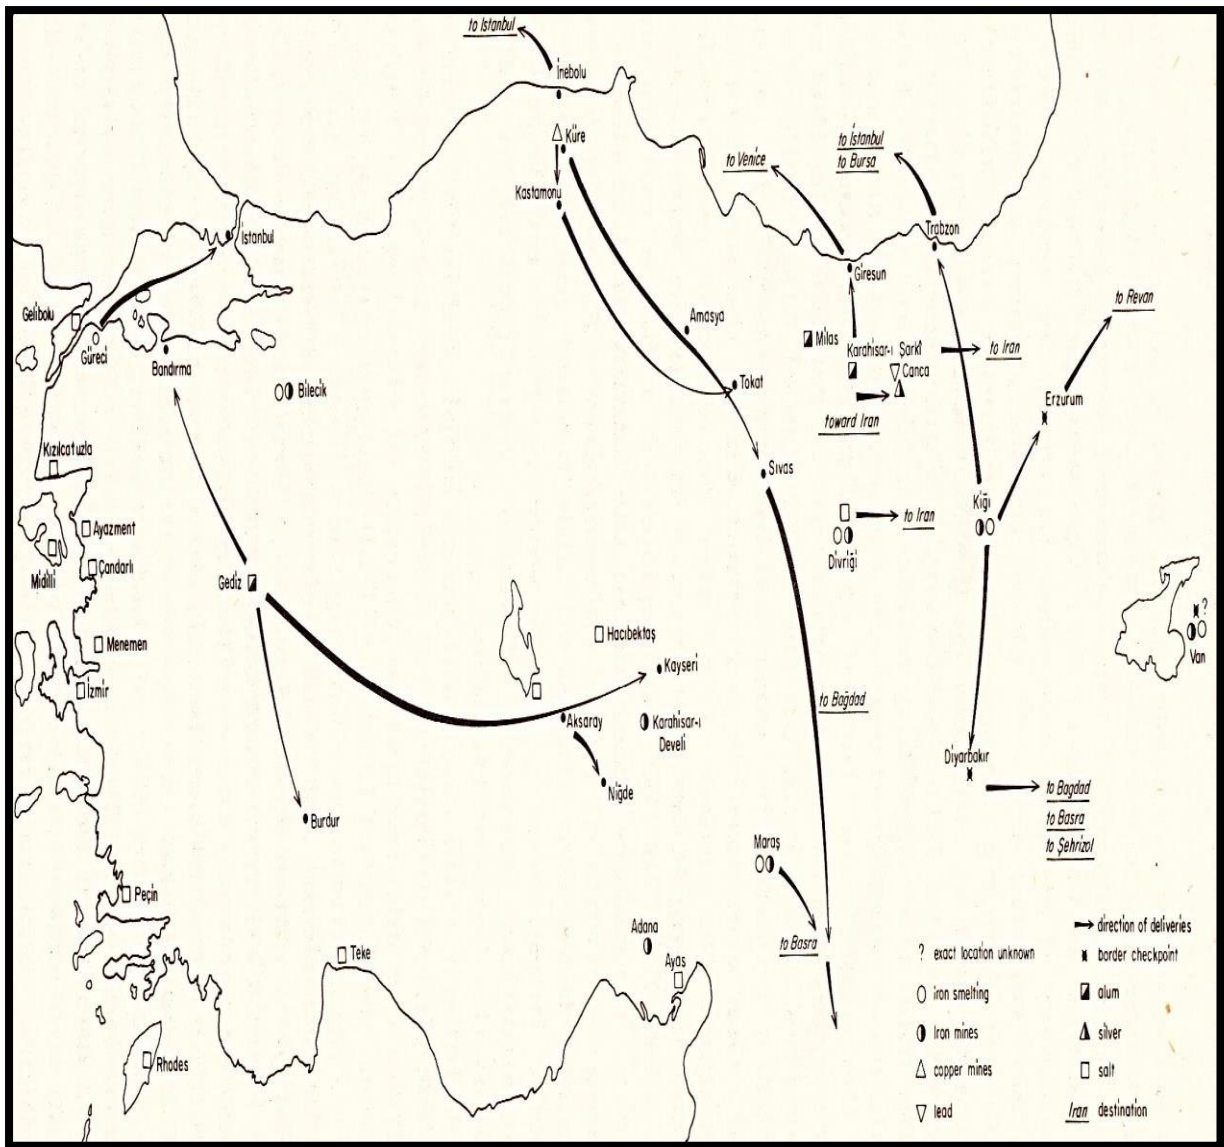 to İstanbul
İnebolu
Küre
Kastamonu
to Venice
to İstanbul
to Bursa
Trabzon
İstanbul
Giresun
to Revan
Gelibolu
Güreci
Bandırma
Amasya
Milas
Karahisar-ı Şarkî
to Iran
Canca
Bilecik
Tokat
toward Iran
Erzurum
Kızılcatuzla
Sıvas
Kiğı
Ayazment
to Iran
Midilli
Çandarlı
Divriği
Gediz
?
Menemen
Hacıbektaş
Van
Kayseri
İzmir
to Bağdad
Aksaray
Karahisar-ı
Develi
Niğde
Diyarbakır
to Bagdad
to Basra
to Şehrizol
Burdur
Maraş
Peçin
Adana
to Basra
Teke
Ayas
Rhodes
direction of deliveries
? exact location unknown
border checkpoint
iron smelting
alum
Iron mines
silver
copper mines
salt
lead
Iran destination